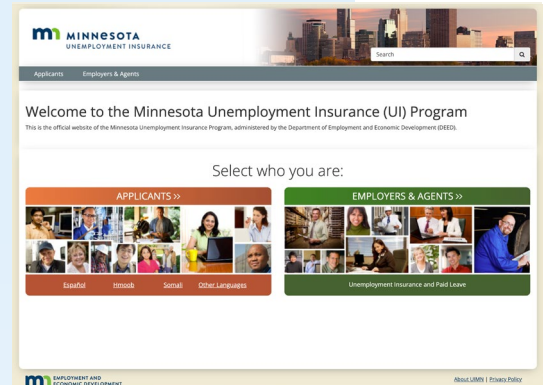 MINNESOTA
UNEMPLOYMENT INSURANCE
Search
Applicants Employers & Agents
Welcome to the Minnesota Unemployment Insurance (UI) Program
This is the official website of the Minnesota Unemployment Insurance Program, administered by the Department of Employment and Economic Development (DEED).
Select who you are:
APPLICANTS >>
Español Hmoob Somali Other Languages
EMPLOYERS & AGENTS >>
Unemployment Insurance and Paid Leave
EMPLOYMENT AND
ECONOMIC DEVELOPMENT
About UIMN | Privacy Policy